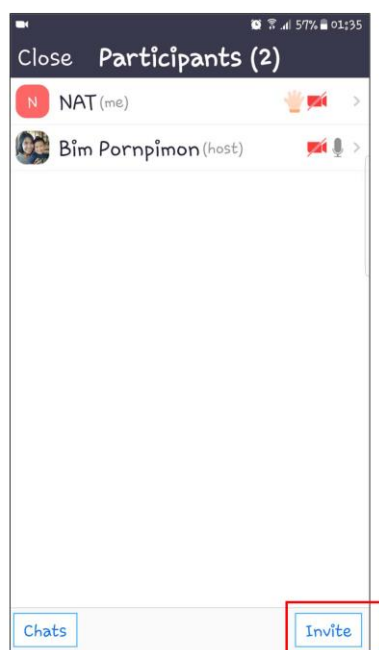 57% 01:35
Close Participants (2)
N NAT (me)
Bim Pornpimon (host)
Chats Invite